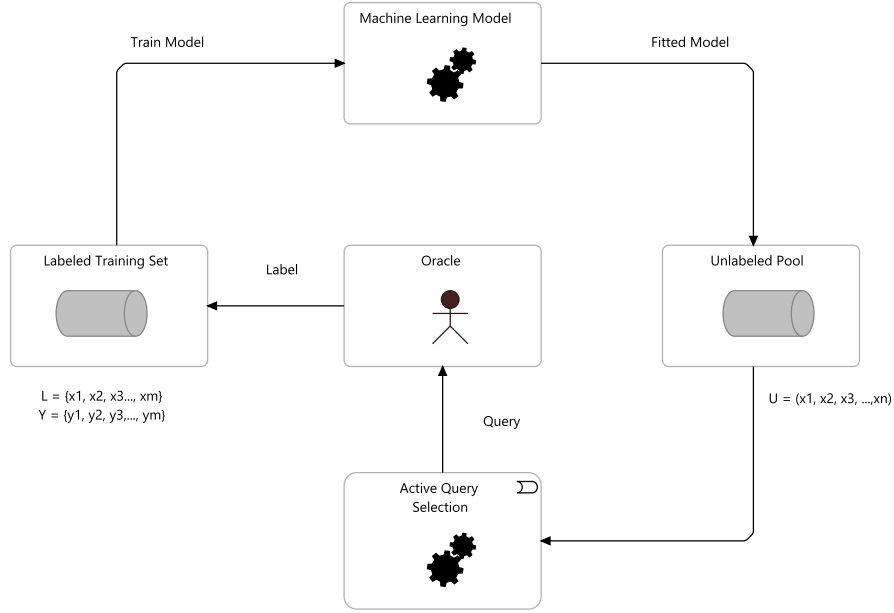 Machine Learning Model
Train Model
Fitted Model
Labeled Training Set
Label
Oracle
Unlabeled Pool
L = {x1, x2, x3..., xm}
Y = {y1, y2, y3,..., ym}
U = (x1, x2, x3, ...,xn)
Query
Active Query
Selection